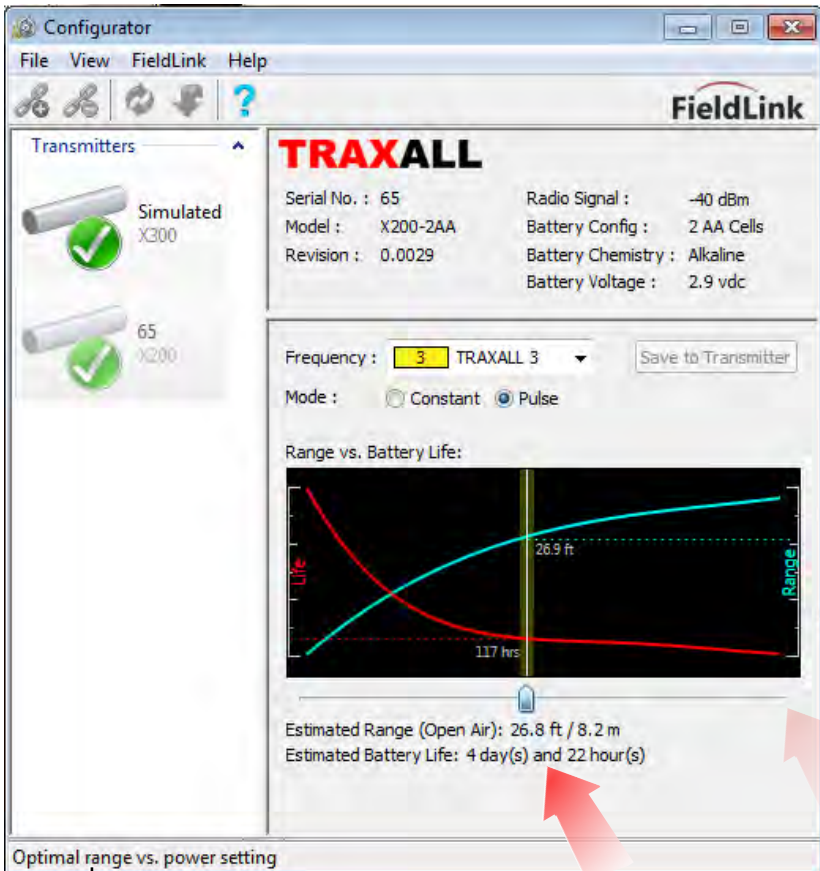 Configurator
File View FieldLink Help
? FieldLink
Transmitters
Simulated
X300
65
X200
TRAXALL
Serial No. : 65
Model : X200-2AA
Revision : 0.0029
Radio Signal : -40 dBm
Battery Config : 2 AA Cells
Battery Chemistry : Alkaline
Battery Voltage : 2.9 vdc
Frequency : 3 TRAXALL 3 Save to Transmitter
Mode : Constant Pulse
Range vs. Battery Life:
Life
26.9 ft
Range
117 hrs
Estimated Range (Open Air): 26.8 ft / 8.2 m
Estimated Battery Life: 4 day(s) and 22 hour(s)
Optimal range vs. power setting